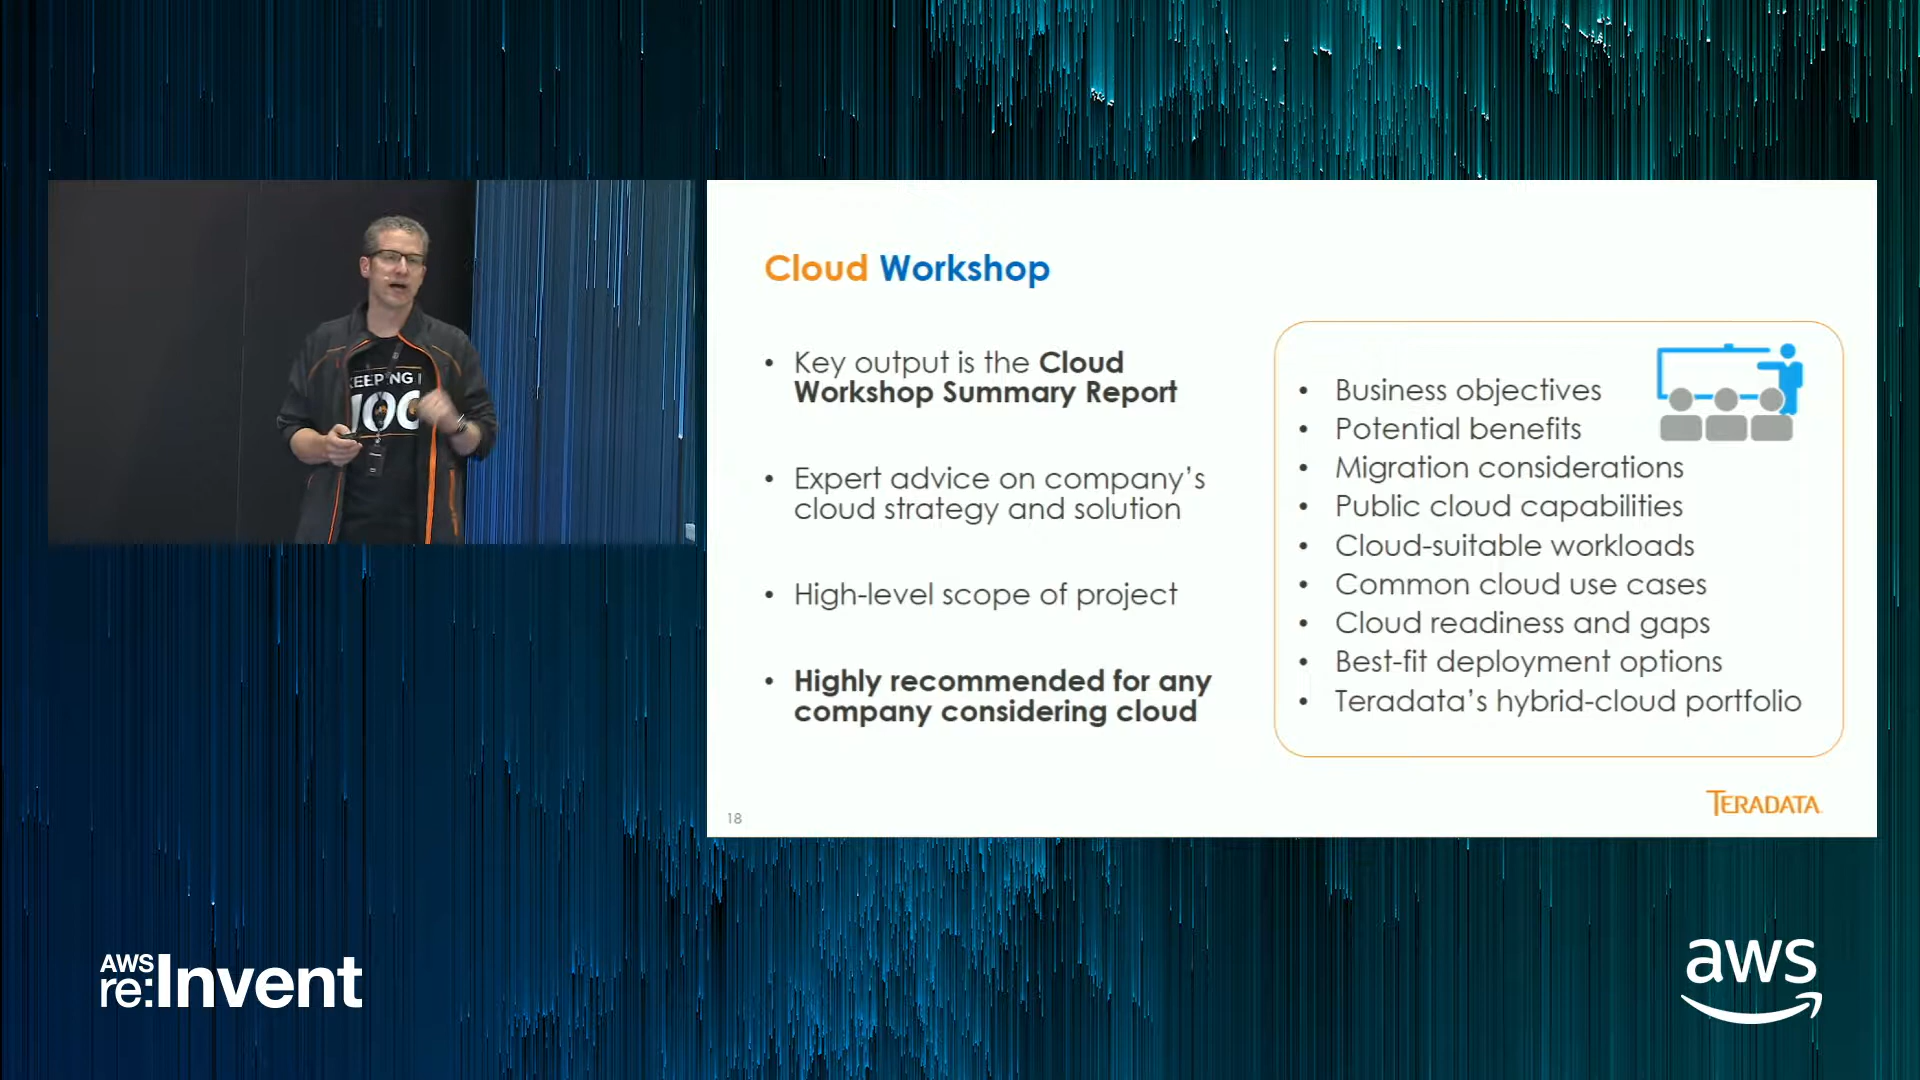 KEEPING I
Cloud Workshop
• Key output is the Cloud
Workshop Summary Report
• Expert advice on company’s
cloud strategy and solution
• High-level scope of project
• Highly recommended for any
company considering cloud
• Business objectives
• Potential benefits
• Migration considerations
• Public cloud capabilities
• Cloud-suitable workloads
• Common cloud use cases
• Cloud readiness and gaps
• Best-fit deployment options
• Teradata’s hybrid-cloud portfolio
TERADATA
18
AWS
re:Invent
aws